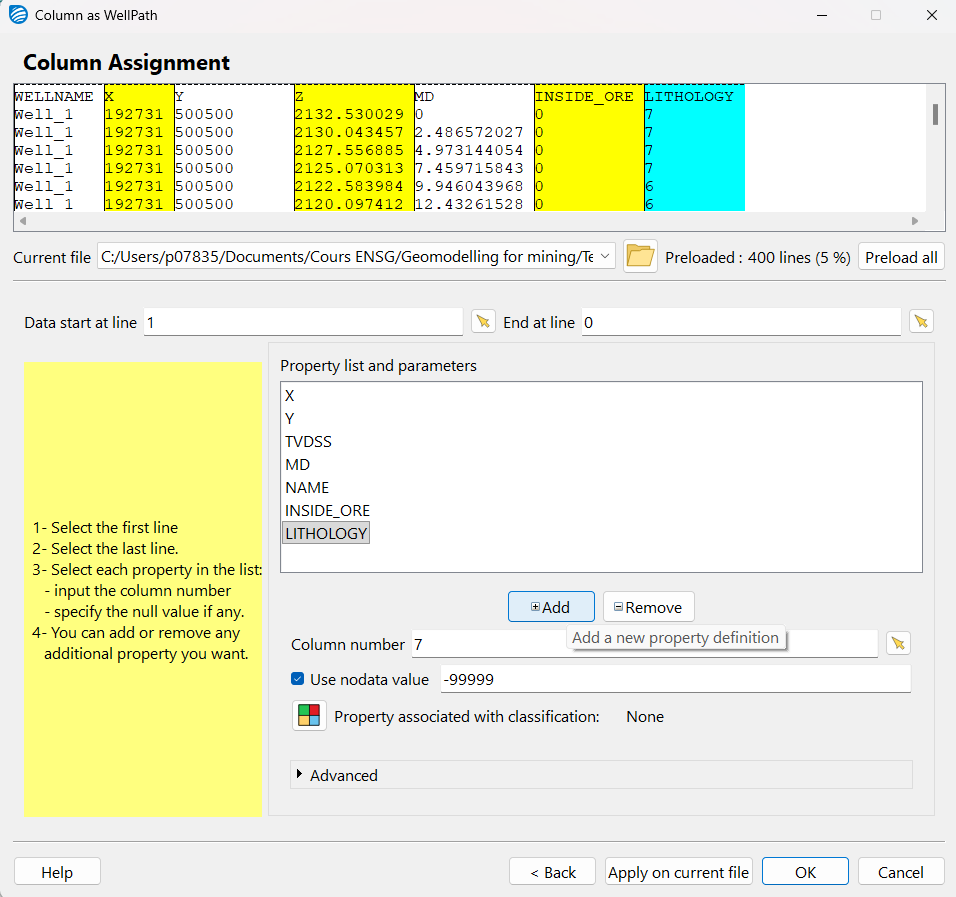 Column as WellPath
Column Assignment
WELLNAME X Y Z MD INSIDE_ORE LITHOLOGY
Well_1 192731 500500 2132.530029 0 0 7
Well_1 192731 500500 2130.043457 2.486572027 0 7
Well_1 192731 500500 2127.556885 4.973144054 0 7
Well_1 192731 500500 2125.070313 7.459715843 0 7
Well_1 192731 500500 2122.583984 9.946043968 0 6
Well_1 192731 500500 2120.097412 12.43261528 0 6
Current file C:/Users/p07835/Documents/Cours ENSG/Geomodelling for mining/Te Preloaded : 400 lines (5 %) Preload all
Data start at line 1 End at line 0
Property list and parameters
X
Y
TVDSS
MD
NAME
INSIDE_ORE
LITHOLOGY
1- Select the first line
2- Select the last line.
3- Select each property in the list:
- input the column number
- specify the null value if any.
4- You can add or remove any
additional property you want.
Add Remove
Add a new property definition
Column number 7
Use nodata value -99999
Property associated with classification: None
Advanced
Help < Back Apply on current file OK Cancel